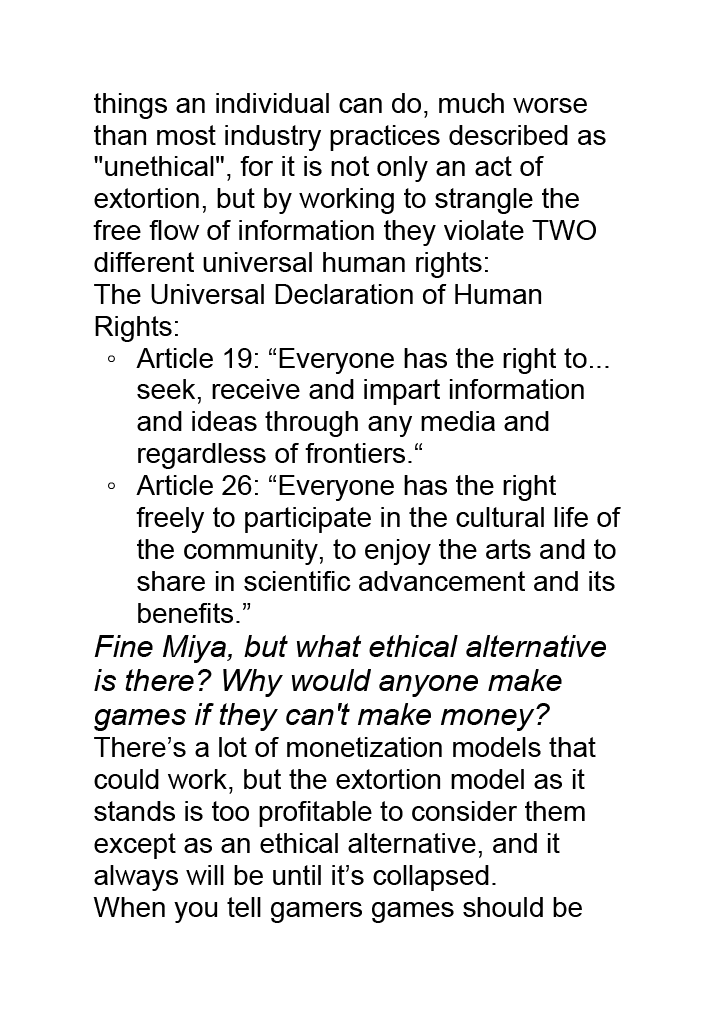 things an individual can do, much worse
than most industry practices described as
"unethical", for it is not only an act of
extortion, but by working to strangle the
free flow of information they violate TWO
different universal human rights:
The Universal Declaration of Human
Rights:
◦ Article 19: “Everyone has the right to...
seek, receive and impart information
and ideas through any media and
regardless of frontiers.“
◦ Article 26: “Everyone has the right
freely to participate in the cultural life of
the community, to enjoy the arts and to
share in scientific advancement and its
benefits.”
Fine Miya, but what ethical alternative
is there? Why would anyone make
games if they can't make money?
There’s a lot of monetization models that
could work, but the extortion model as it
stands is too profitable to consider them
except as an ethical alternative, and it
always will be until it’s collapsed.
When you tell gamers games should be